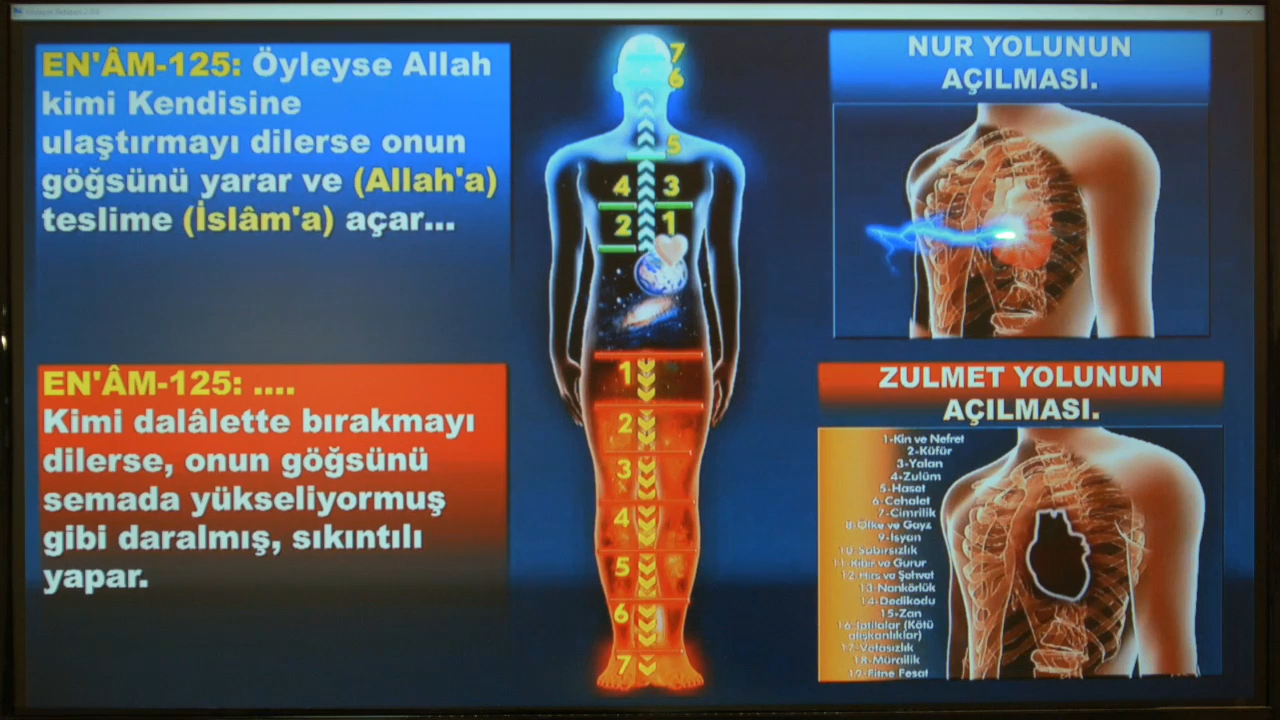 EN'ÂM-125: Öyleyse Allah
kimi Kendisine
ulaştırmayı dilerse onun
göğsünü yarar ve (Allah'a)
teslime (İslâm'a) açar...
EN'ÂM-125: ....
Kimi dalâlette bırakmayı
dilerse, onun göğsünü
semada yükseliyormuş
gibi daralmış, sıkıntılı
yapar.
7
6
5
4 3
2 1
1
2
3
4
5
6
7
NUR YOLUNUN
AÇILMASI.
ZULMET YOLUNUN
AÇILMASI.
1-Kin ve Nefret
2-Küfür
3-Yalan
4-Zulüm
5-Haset
6-Cehalet
7-Cimrilik
8-Öfke ve Gayz
9-İsyan
10-Sabırsızlık
11-Kibir ve Gurur
12-Hırs ve Şehvet
13-Nankörlük
14-Dedikodu
15-Zan
16-İptilalar (Kötü
alışkanlıklar)
17-Vefasızlık
18-Mürailik
19-Fitne Fesat